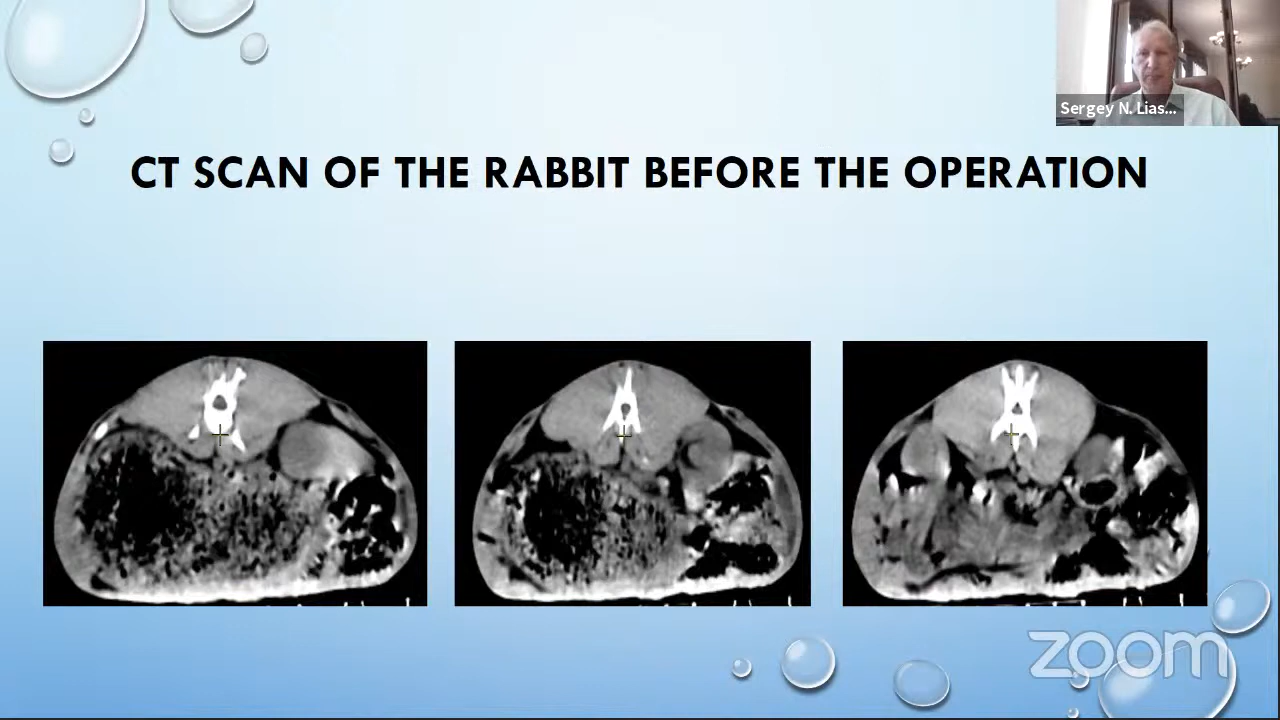 Sergey N. Lias...
CT SCAN OF THE RABBIT BEFORE THE OPERATION
zoom